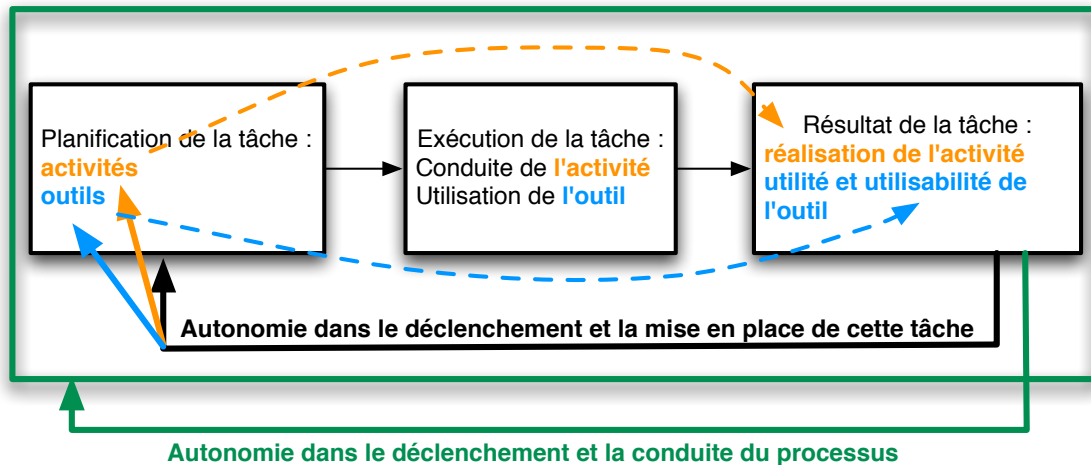 Planification de la tâche :
activités
outils
Exécution de la tâche :
Conduite de l'activité
Utilisation de l'outil
Résultat de la tâche :
réalisation de l'activité
utilité et utilisabilité de
l'outil
Autonomie dans le déclenchement et la mise en place de cette tâche
Autonomie dans le déclenchement et la conduite du processus